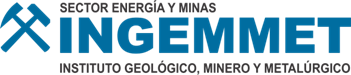 SECTOR ENERGÍA Y MINAS
INGEMMET
INSTITUTO GEOLÓGICO, MINERO Y METALÚRGICO